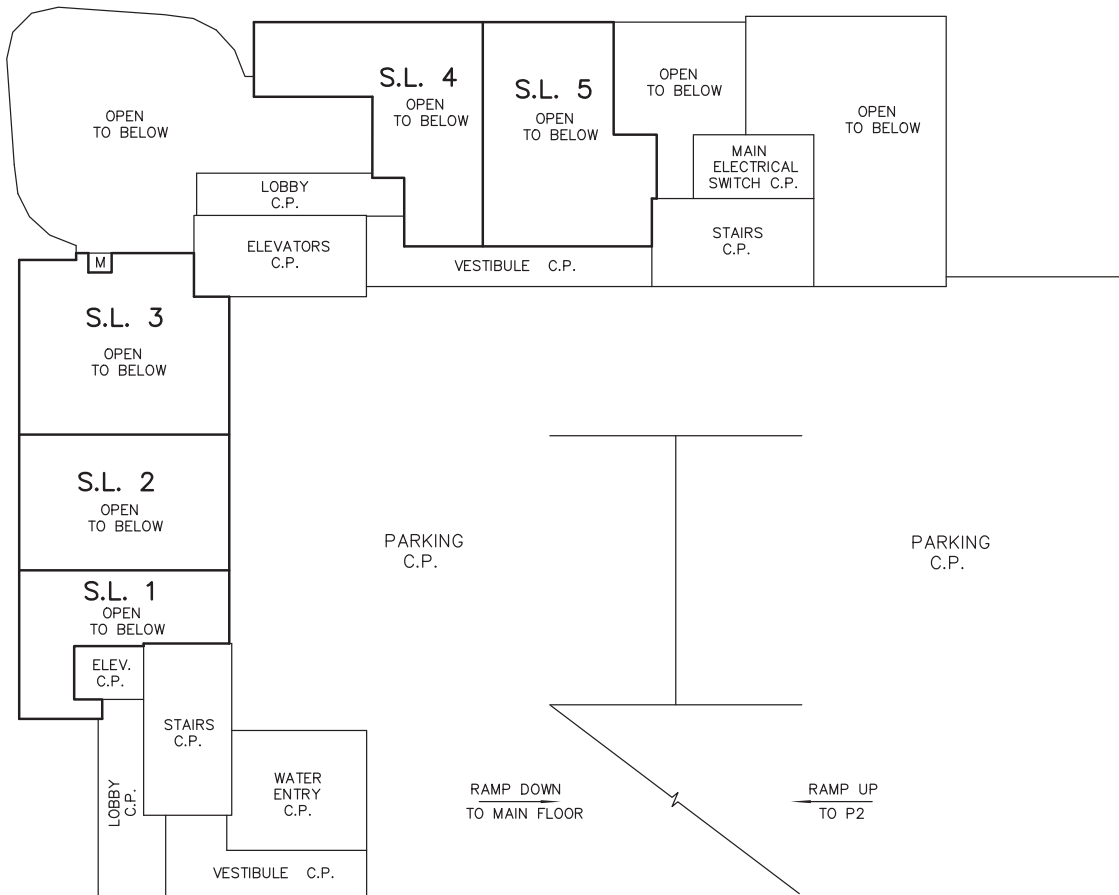 S.L. 4
OPEN
TO BELOW
S.L. 5
OPEN
TO BELOW
OPEN
TO BELOW
OPEN
TO BELOW
OPEN
TO BELOW
MAIN
ELECTRICAL
SWITCH C.P.
LOBBY
C.P.
ELEVATORS
C.P.
VESTIBULE C.P.
STAIRS
C.P.
M
S.L. 3
OPEN
TO BELOW
S.L. 2
OPEN
TO BELOW
PARKING
C.P.
PARKING
C.P.
S.L. 1
OPEN
TO BELOW
ELEV.
C.P.
STAIRS
C.P.
LOBBY
C.P.
WATER
ENTRY
C.P.
VESTIBULE C.P.
RAMP DOWN
TO MAIN FLOOR
RAMP UP
TO P2